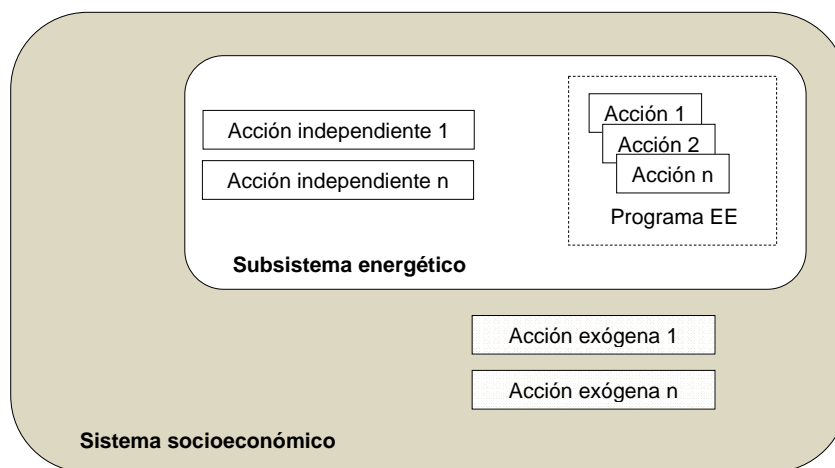 Acción independiente 1
Acción independiente n
Acción 1
Acción 2
Acción n
Programa EE
Subsistema energético
Acción exógena 1
Acción exógena n
Sistema socioeconómico